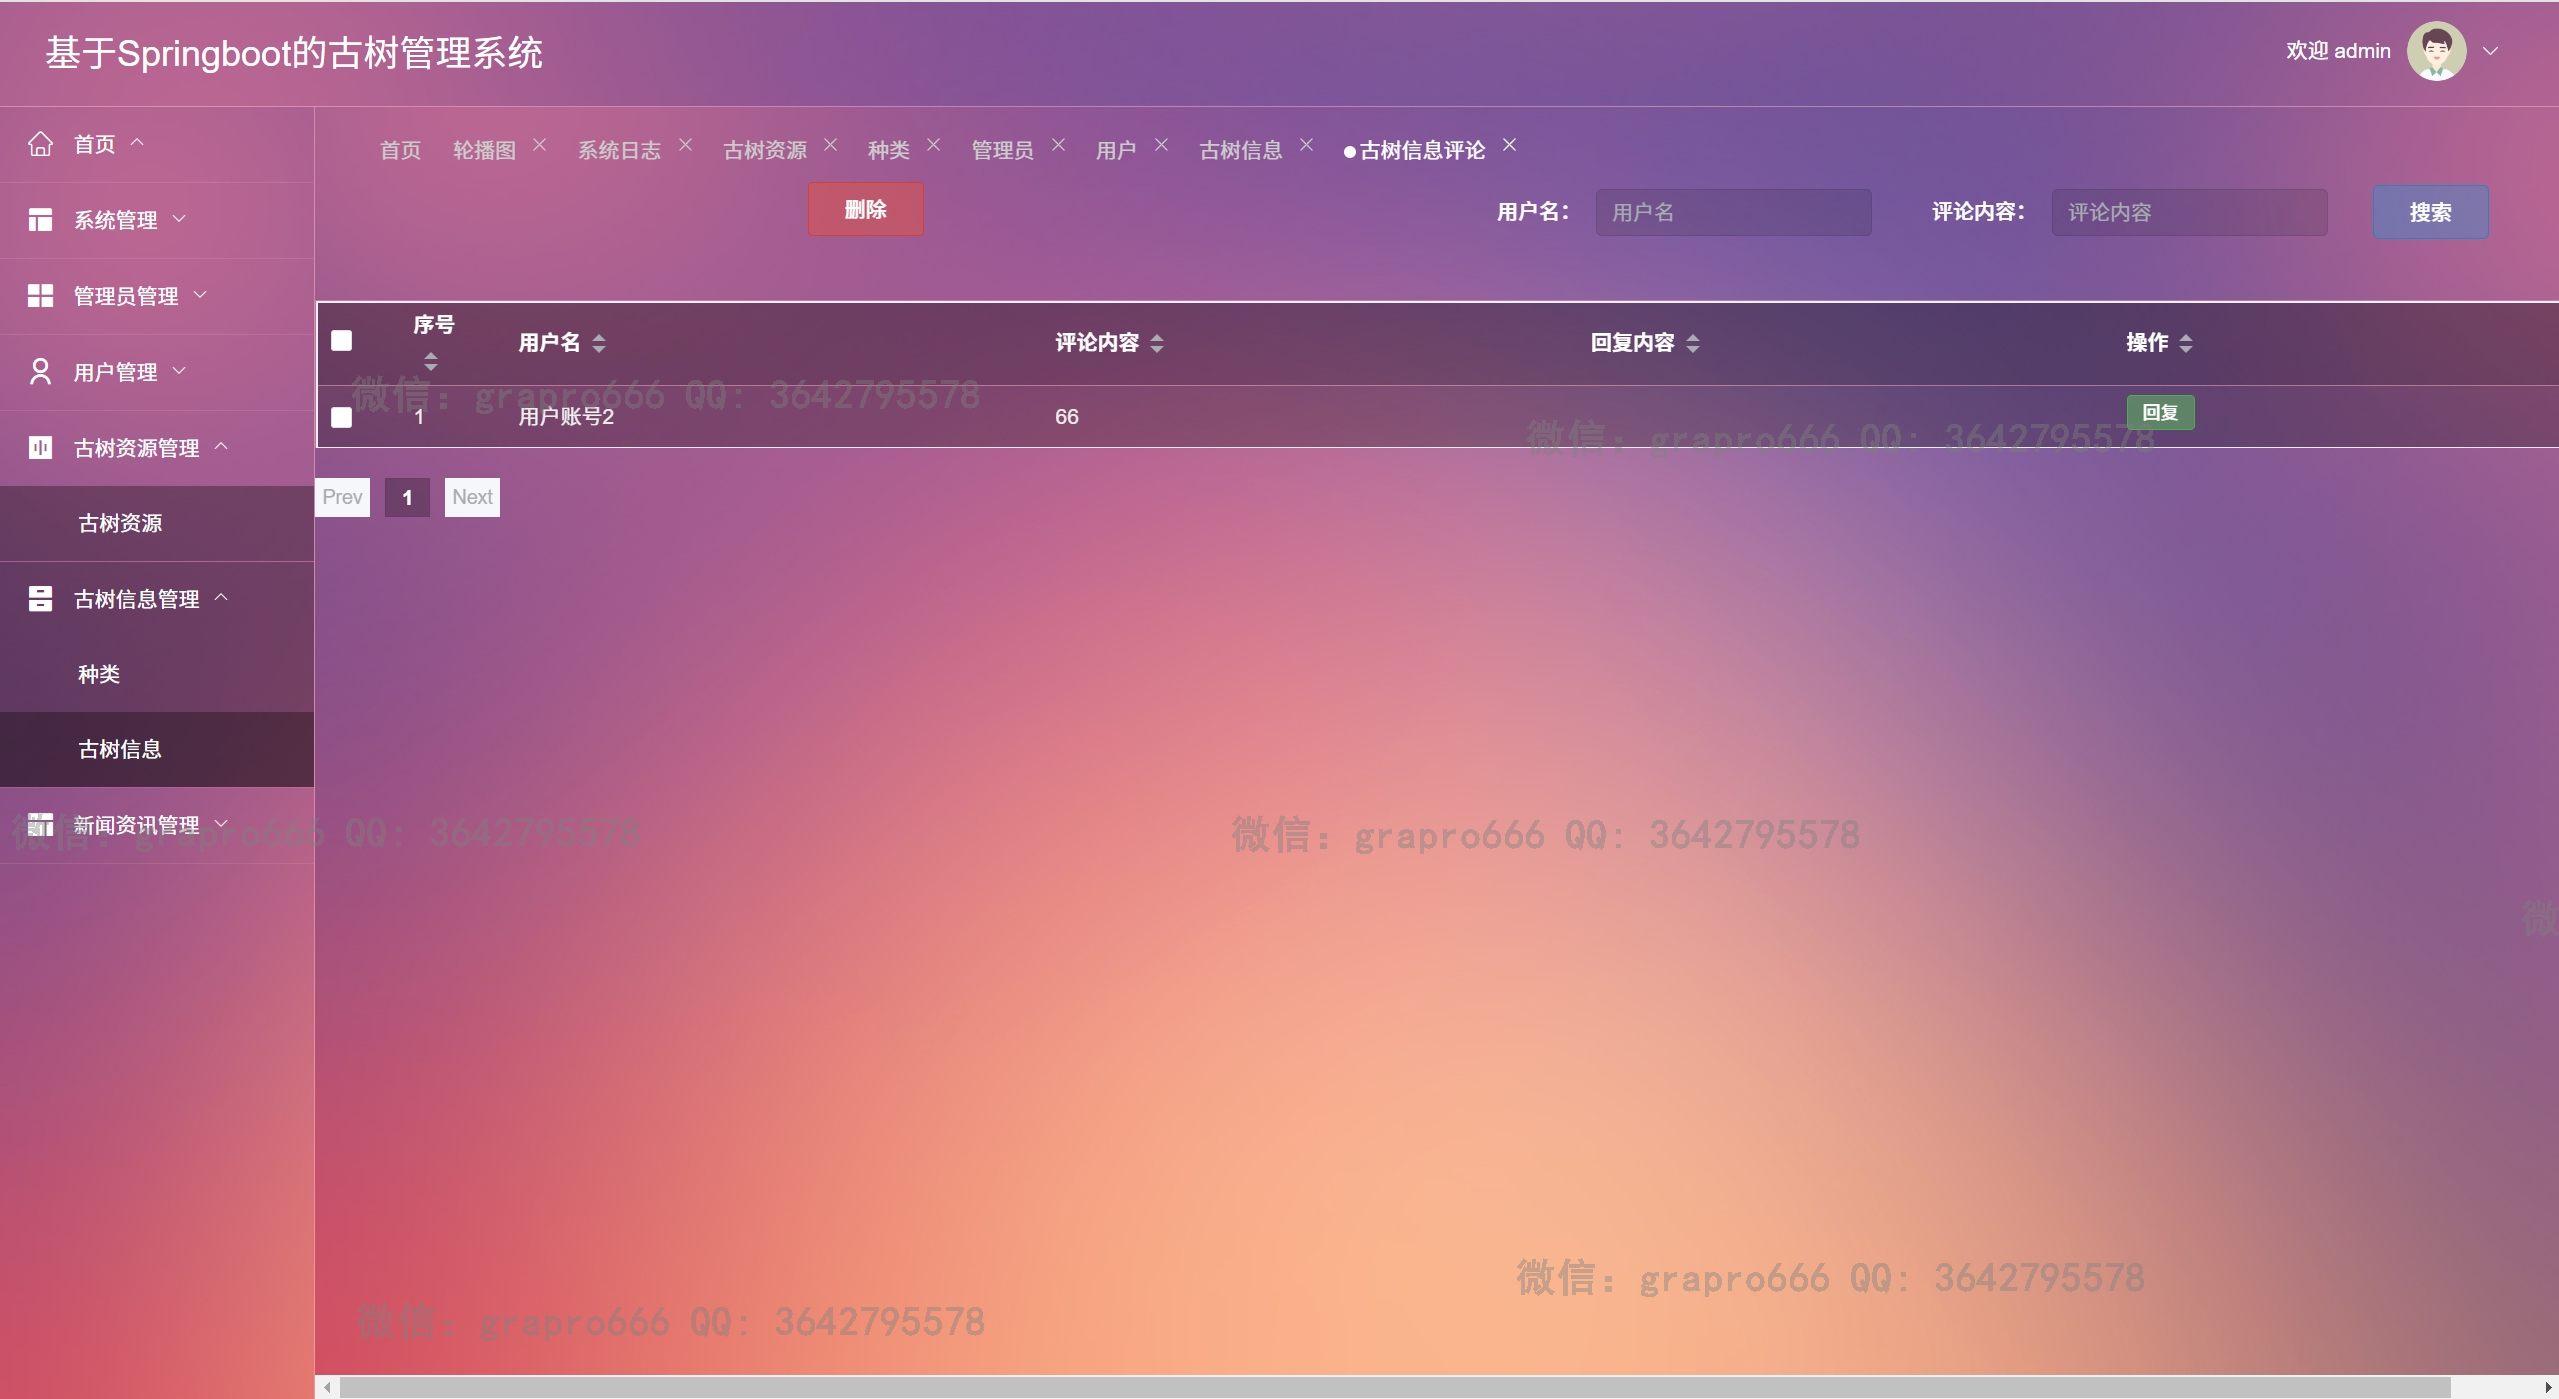 基于Springboot的古树管理系统
欢迎 admin
首页
系统管理
管理员管理
用户管理
古树资源管理
古树资源
古树信息管理
种类
古树信息
新闻资讯管理
首页 轮播图 系统日志 古树资源 种类 管理员 用户 古树信息 古树信息评论
删除 用户名： 用户名 评论内容： 评论内容 搜索
序号 用户名 评论内容 回复内容 操作
1 用户账号2 66 回复
Prev 1 Next
微信：grapro666 QQ: 3642795578
微信：grapro666 QQ: 3642795578
微信：grapro666 QQ: 3642795578
微信：grapro666 QQ: 3642795578
微
微信：grapro666 QQ: 3642795578
微信：grapro666 QQ: 3642795578